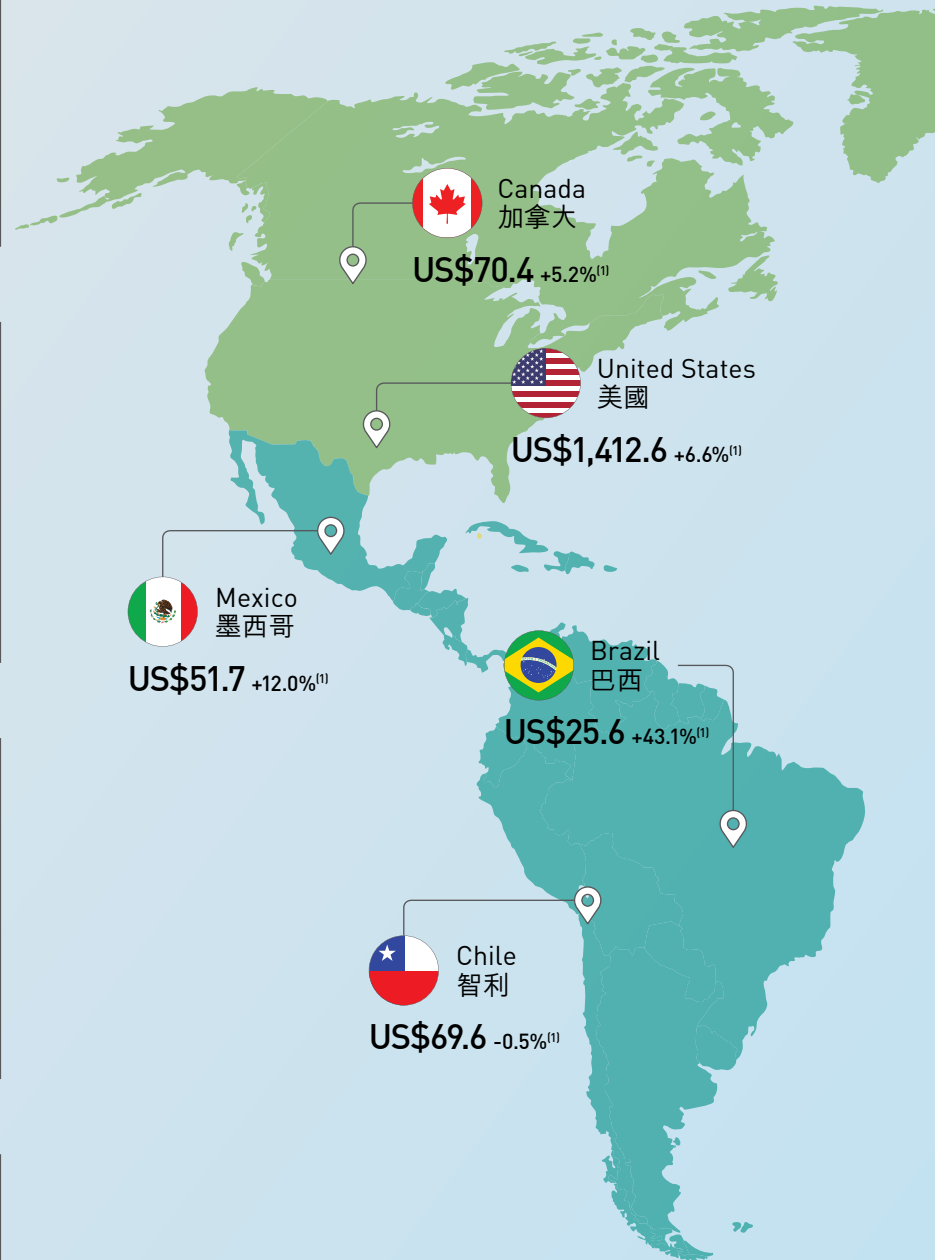 Canada
加拿大
US$70.4 +5.2%(1)
United States
美國
US$1,412.6 +6.6%(1)
Mexico
墨西哥
US$51.7 +12.0%(1)
Brazil
巴西
US$25.6 +43.1%(1)
Chile
智利
US$69.6 -0.5%(1)